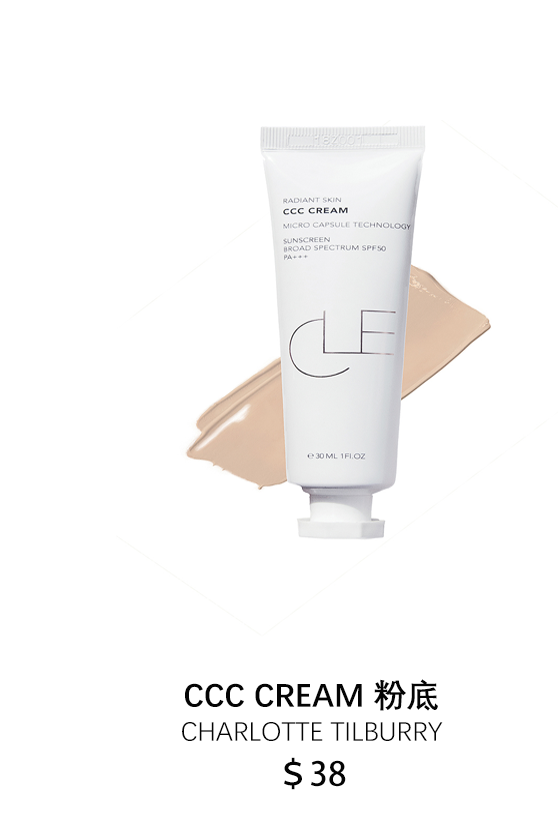 RADIANT SKIN
CCC CREAM
MICRO CAPSULE TECHNOLOGY
SUNSCREEN
BROAD SPECTRUM SPF50
PA+++
CLE
℮ 30 ML 1 Fl.OZ
CCC CREAM 粉底
CHARLOTTE TILBURRY
$ 38